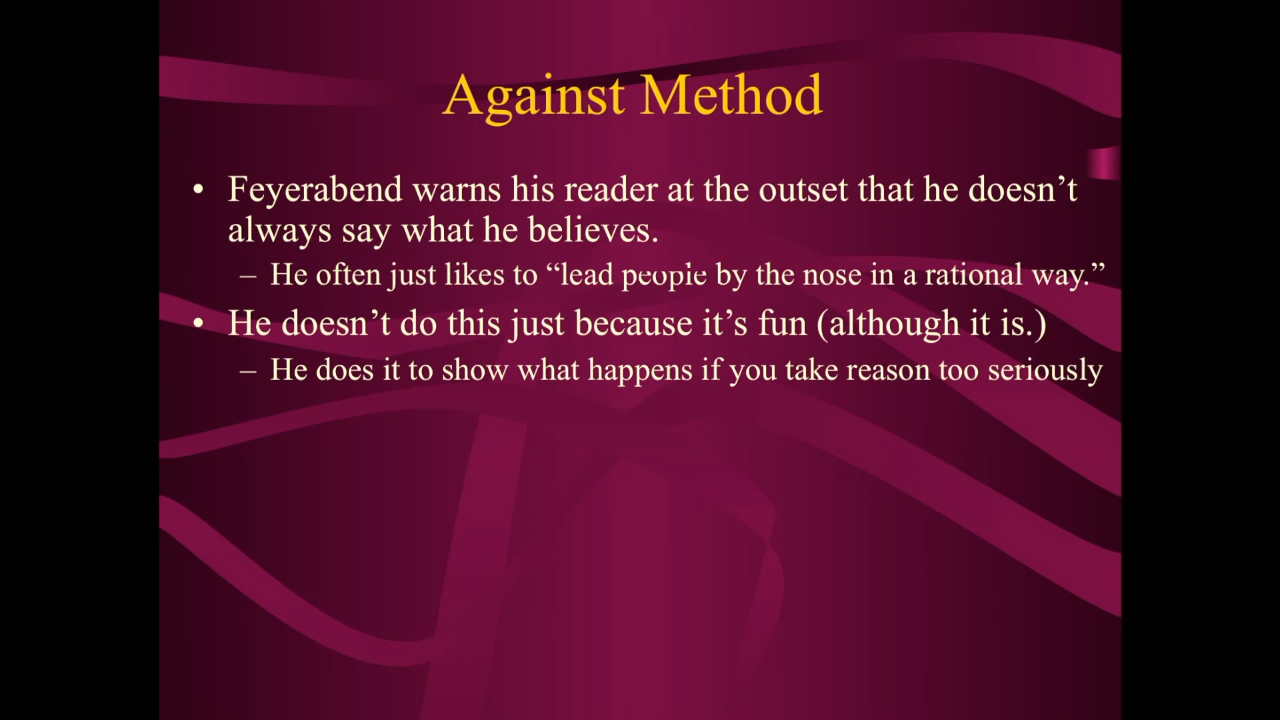 Against Method
• Feyerabend warns his reader at the outset that he doesn’t
always say what he believes.
– He often just likes to “lead people by the nose in a rational way.”
• He doesn’t do this just because it’s fun (although it is.)
– He does it to show what happens if you take reason too seriously